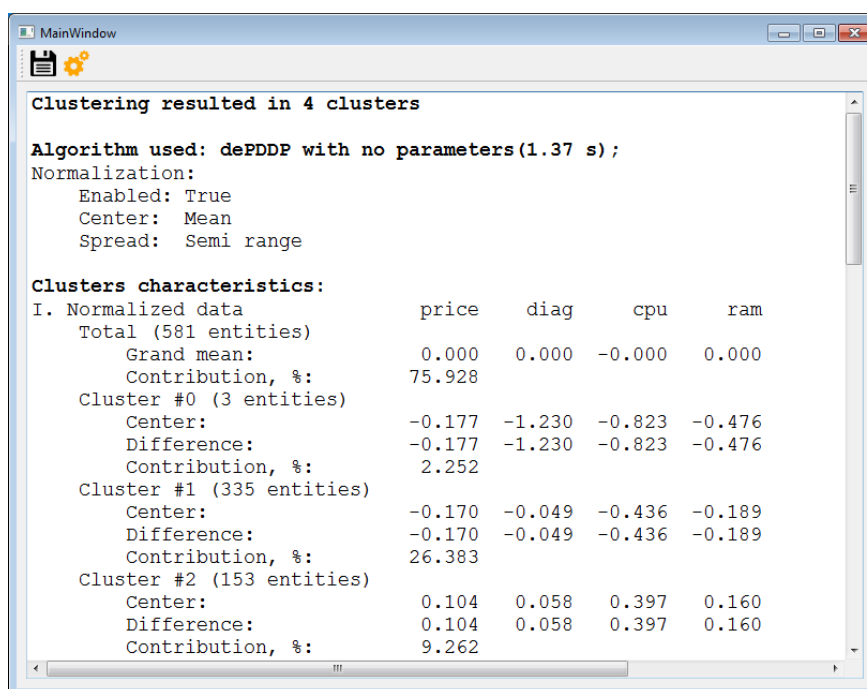 MainWindow
Clustering resulted in 4 clusters
Algorithm used: dePDDP with no parameters(1.37 s);
Normalization:
    Enabled: True
    Center:  Mean
    Spread:  Semi range
Clusters characteristics:
I. Normalized data               price    diag     cpu     ram
    Total (581 entities)
        Grand mean:              0.000   0.000  -0.000   0.000
        Contribution, %:        75.928
    Cluster #0 (3 entities)
        Center:                 -0.177  -1.230  -0.823  -0.476
        Difference:             -0.177  -1.230  -0.823  -0.476
        Contribution, %:         2.252
    Cluster #1 (335 entities)
        Center:                 -0.170  -0.049  -0.436  -0.189
        Difference:             -0.170  -0.049  -0.436  -0.189
        Contribution, %:        26.383
    Cluster #2 (153 entities)
        Center:                  0.104   0.058   0.397   0.160
        Difference:              0.104   0.058   0.397   0.160
        Contribution, %:         9.262